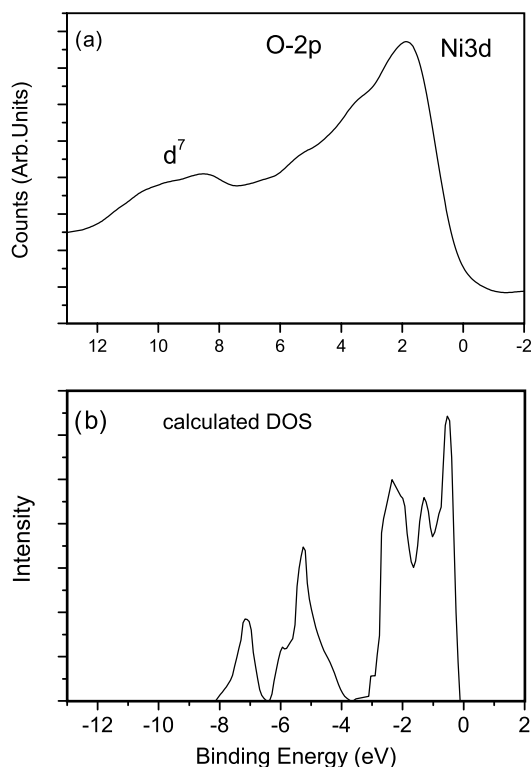 (a)
O-2p
Ni3d
d⁷
Counts (Arb.Units)
12 10 8 6 4 2 0 -2
(b)
calculated DOS
Intensity
-12 -10 -8 -6 -4 -2 0 2
Binding Energy (eV)